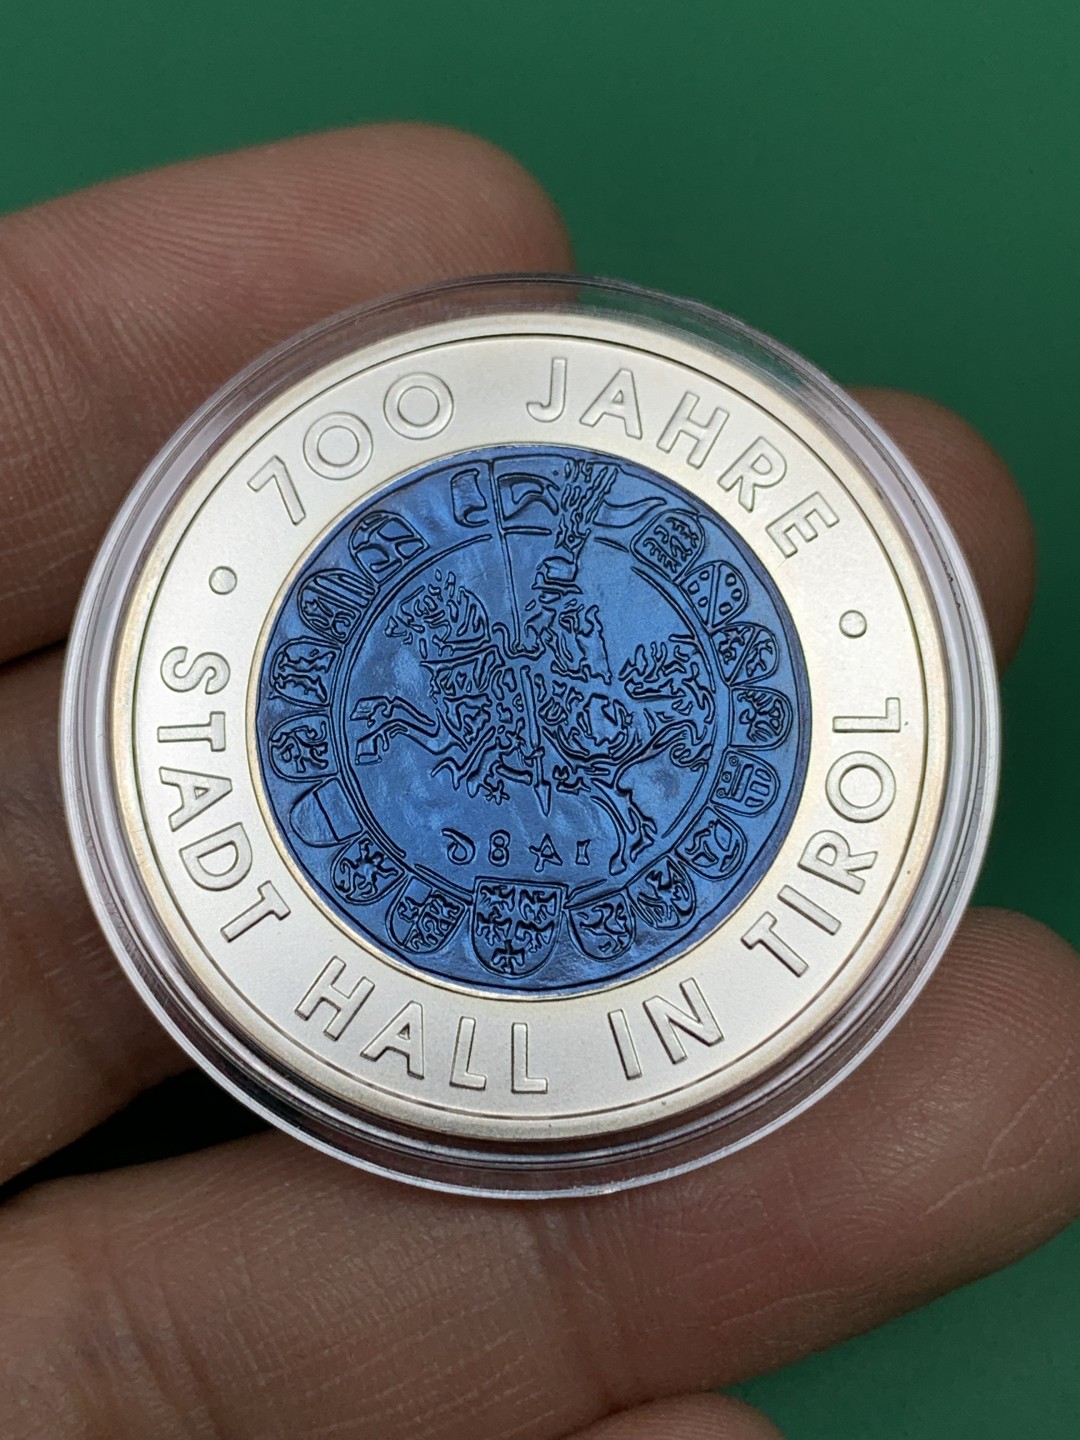 700 JAHRE
STADT HALL IN TIROL